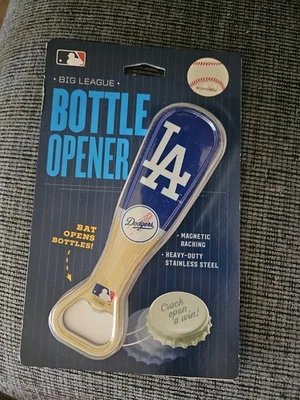 · BIG LEAGUE ·
BOTTLE
OPENER
LA
BAT
OPENS
BOTTLES!
Dodgers
• MAGNETIC
BACKING
• HEAVY-DUTY
STAINLESS STEEL
Crack
open
a win!